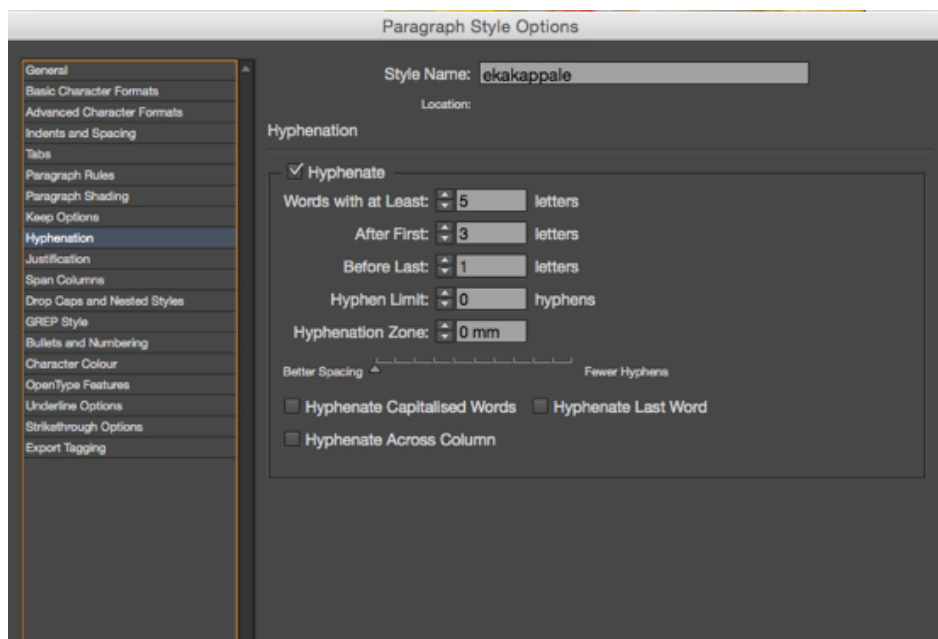 Paragraph Style Options
General
Basic Character Formats
Advanced Character Formats
Indents and Spacing
Tabs
Paragraph Rules
Paragraph Shading
Keep Options
Hyphenation
Justification
Span Columns
Drop Caps and Nested Styles
GREP Style
Bullets and Numbering
Character Colour
OpenType Features
Underline Options
Strikethrough Options
Export Tagging
Style Name: ekakappale
Location:
Hyphenation
Hyphenate
Words with at Least: 5 letters
After First: 3 letters
Before Last: 1 letters
Hyphen Limit: 0 hyphens
Hyphenation Zone: 0 mm
Better Spacing Fewer Hyphens
Hyphenate Capitalised Words Hyphenate Last Word
Hyphenate Across Column